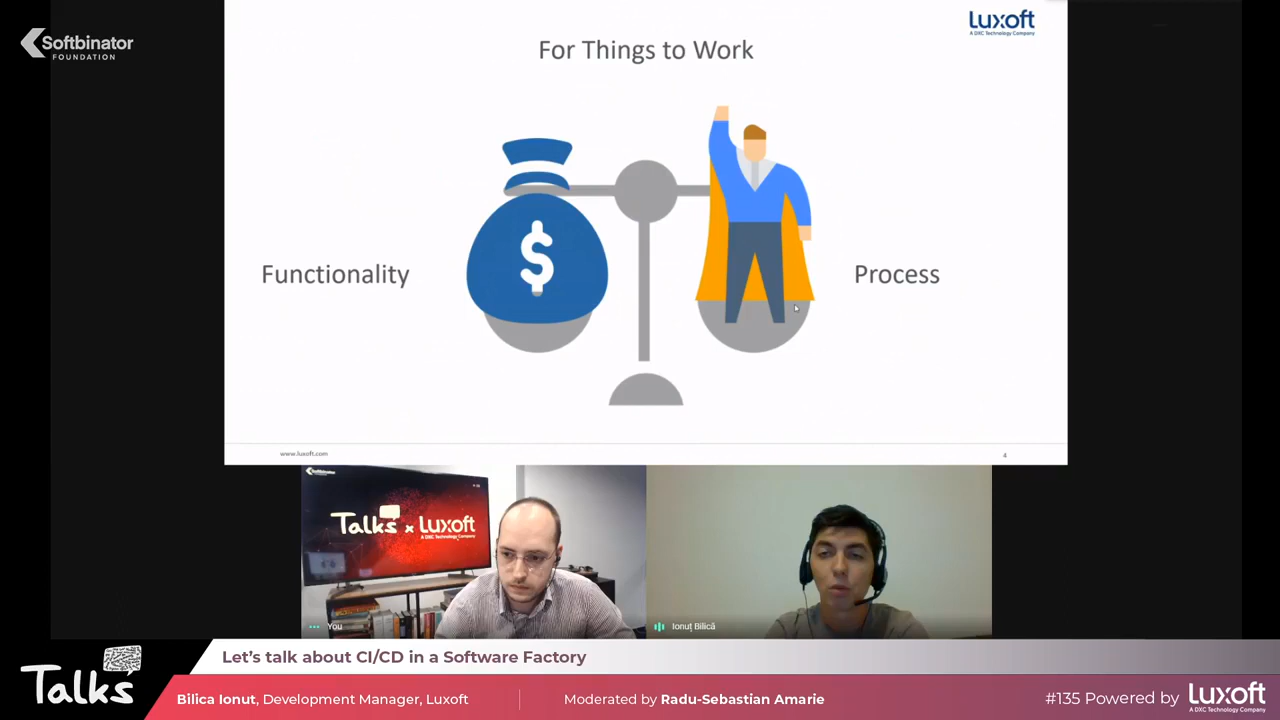 Softbinator
FOUNDATION
Luxoft
A DXC Technology Company
For Things to Work
$
Functionality
Process
www.luxoft.com
4
Softbinator
Talks x Luxoft
A DXC Technology Company
You
Ionuț Bilică
Let's talk about CI/CD in a Software Factory
Talks
Bilica Ionut, Development Manager, Luxoft
Moderated by Radu-Sebastian Amarie
#135 Powered by Luxoft
A DXC Technology Company